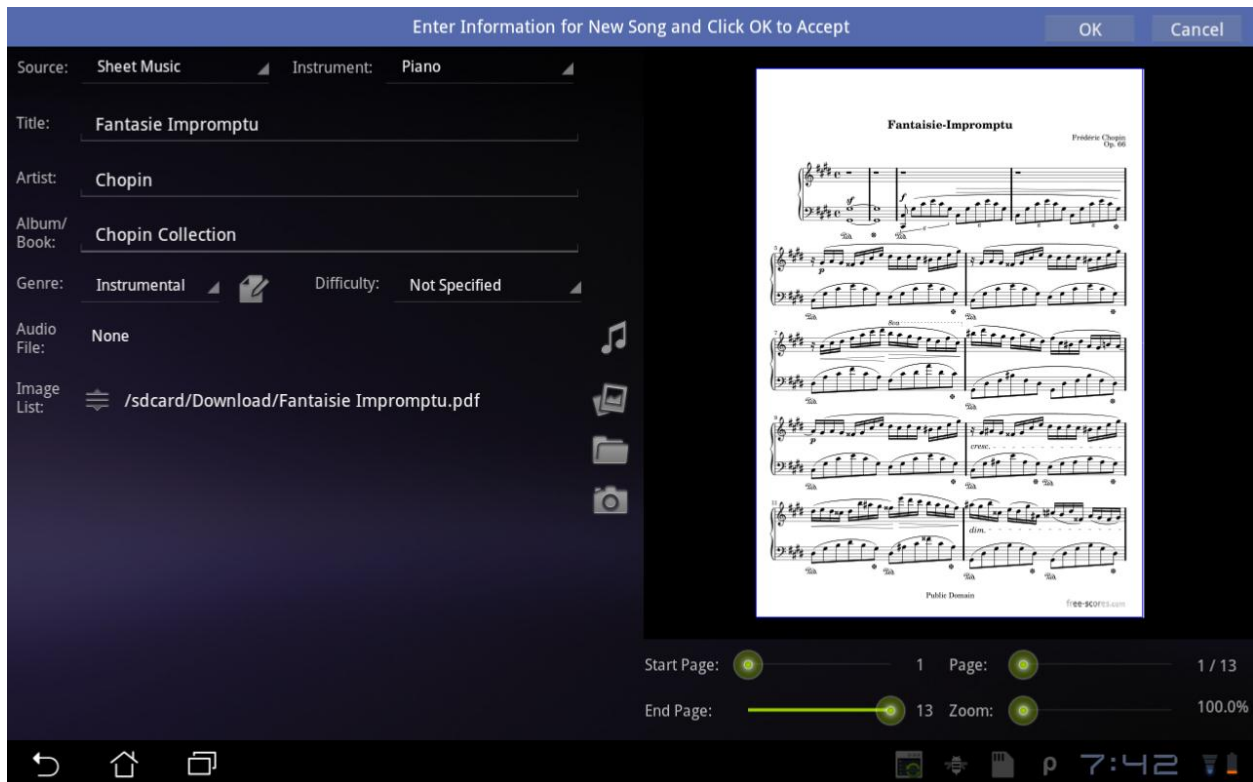 Enter Information for New Song and Click OK to Accept
OK
Cancel
Source: Sheet Music Instrument: Piano
Title: Fantasie Impromptu
Artist: Chopin
Album/
Book: Chopin Collection
Genre: Instrumental Difficulty: Not Specified
Audio
File: None
Image
List: /sdcard/Download/Fantaisie Impromptu.pdf
Fantaisie-Impromptu
Frédéric Chopin
Op. 66
sf
f
p
8va
p
cresc.
dim.
Public Domain
free-scores.com
Start Page: 1 Page: 1 / 13
End Page: 13 Zoom: 100.0%
7:42